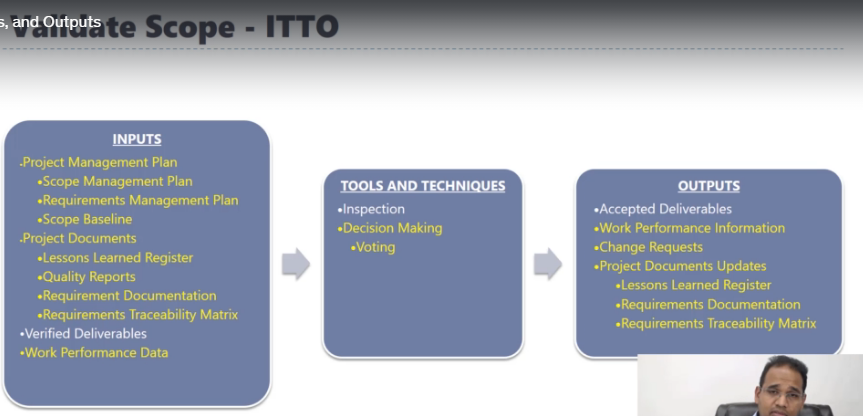 s, and Outputs
Validate Scope - ITTO
INPUTS
•Project Management Plan
•Scope Management Plan
•Requirements Management Plan
•Scope Baseline
•Project Documents
•Lessons Learned Register
•Quality Reports
•Requirement Documentation
•Requirements Traceability Matrix
•Verified Deliverables
•Work Performance Data
TOOLS AND TECHNIQUES
•Inspection
•Decision Making
•Voting
OUTPUTS
•Accepted Deliverables
•Work Performance Information
•Change Requests
•Project Documents Updates
•Lessons Learned Register
•Requirements Documentation
•Requirements Traceability Matrix